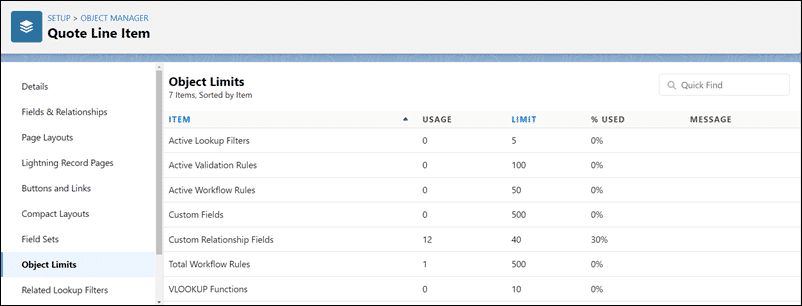 SETUP > OBJECT MANAGER
Quote Line Item
Details
Fields & Relationships
Page Layouts
Lightning Record Pages
Buttons and Links
Compact Layouts
Field Sets
Object Limits
Related Lookup Filters
Object Limits
7 Items, Sorted by Item
Quick Find
ITEM USAGE LIMIT % USED MESSAGE
Active Lookup Filters 0 5 0%
Active Validation Rules 0 100 0%
Active Workflow Rules 0 50 0%
Custom Fields 0 500 0%
Custom Relationship Fields 12 40 30%
Total Workflow Rules 1 500 0%
VLOOKUP Functions 0 10 0%